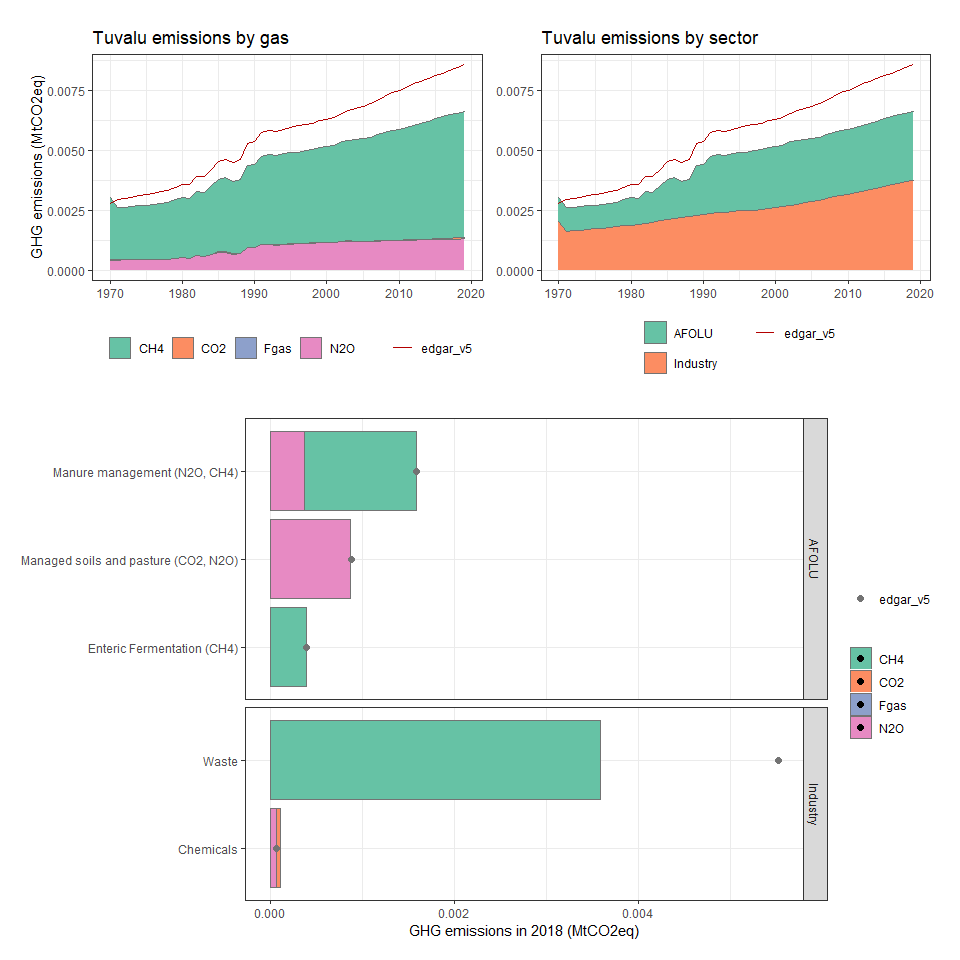 Tuvalu emissions by gas
GHG emissions (MtCO2eq)
0.0075
0.0050
0.0025
0.0000
1970 1980 1990 2000 2010 2020
CH4 CO2 Fgas N2O edgar_v5
Tuvalu emissions by sector
0.0075
0.0050
0.0025
0.0000
1970 1980 1990 2000 2010 2020
AFOLU edgar_v5
Industry
Manure management (N2O, CH4)
Managed soils and pasture (CO2, N2O)
Enteric Fermentation (CH4)
AFOLU
Waste
Chemicals
Industry
0.000 0.002 0.004
GHG emissions in 2018 (MtCO2eq)
edgar_v5
CH4
CO2
Fgas
N2O